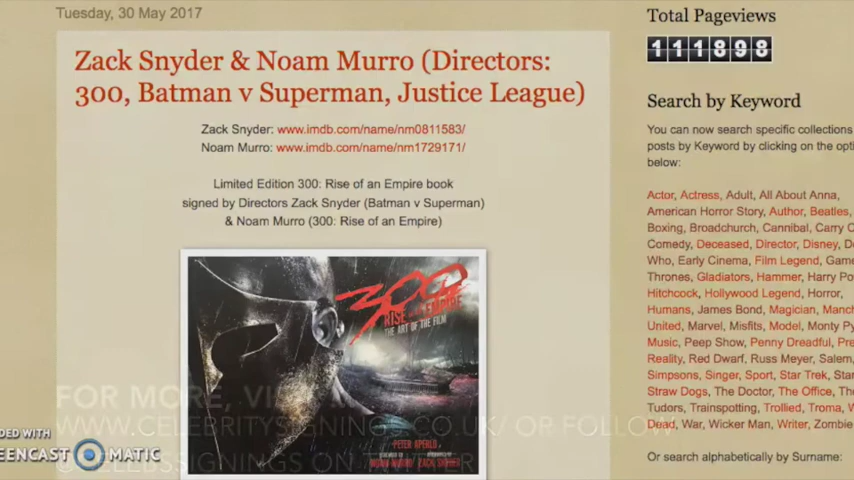 Tuesday, 30 May 2017
Zack Snyder & Noam Murro (Directors:
300, Batman v Superman, Justice League)
Zack Snyder: www.imdb.com/name/nm0811583/
Noam Murro: www.imdb.com/name/nm1729171/
Limited Edition 300: Rise of an Empire book
signed by Directors Zack Snyder (Batman v Superman)
& Noam Murro (300: Rise of an Empire)
300
RISE OF AN EMPIRE
THE ART OF THE FILM
PETER APERLO
NOAM MURRO ZACK SNYDER
FOR MORE, VISIT
WWW.CELEBRITYSIGNINGS.CO.UK/ OR FOLLOW
@CELEBSSIGNINGS ON TWITTER
DED WITH
EENCAST MATIC
Total Pageviews
111898
Search by Keyword
You can now search specific collections
posts by Keyword by clicking on the opti
below:
Actor, Actress, Adult, All About Anna,
American Horror Story, Author, Beatles,
Boxing, Broadchurch, Cannibal, Carry O
Comedy, Deceased, Director, Disney, D
Who, Early Cinema, Film Legend, Game
Thrones, Gladiators, Hammer, Harry Po
Hitchcock, Hollywood Legend, Horror,
Humans, James Bond, Magician, Manch
United, Marvel, Misfits, Model, Monty Py
Music, Peep Show, Penny Dreadful, Pre
Reality, Red Dwarf, Russ Meyer, Salem,
Simpsons, Singer, Sport, Star Trek, Star
Straw Dogs, The Doctor, The Office, The
Tudors, Trainspotting, Trollied, Troma, W
Dead, War, Wicker Man, Writer, Zombie
Or search alphabetically by Surname: